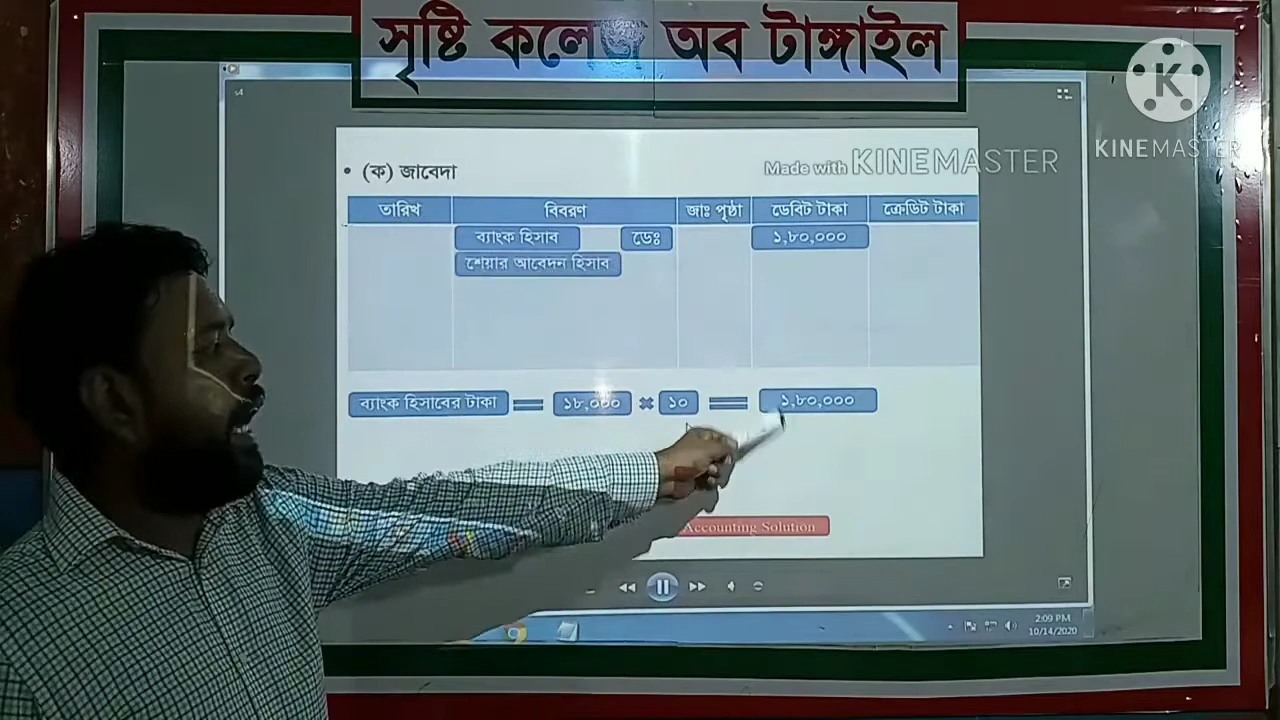 সৃষ্টি কলেজ অব টাঙ্গাইল
K
KINEMASTER
Made with KINEMASTER
• (ক) জাবেদা
তারিখ বিবরণ জাঃ পৃষ্ঠা ডেবিট টাকা ক্রেডিট টাকা
ব্যাংক হিসাব ডেঃ ১,৮০,০০০
শেয়ার আবেদন হিসাব
ব্যাংক হিসাবের টাকা = ১৮,০০০ × ১০ = ১,৮০,০০০
Accounting Solution
2:09 PM
10/14/2020